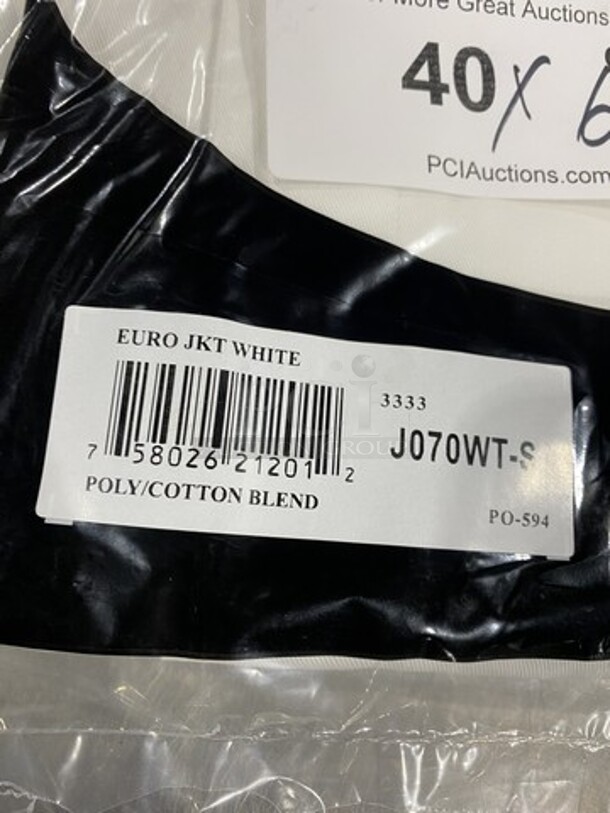 More Great Auctions
40x
PCIAuctions.com
EURO JKT WHITE
3333
J070WT-S
7 58026 21201 2
POLY/COTTON BLEND
PO-594